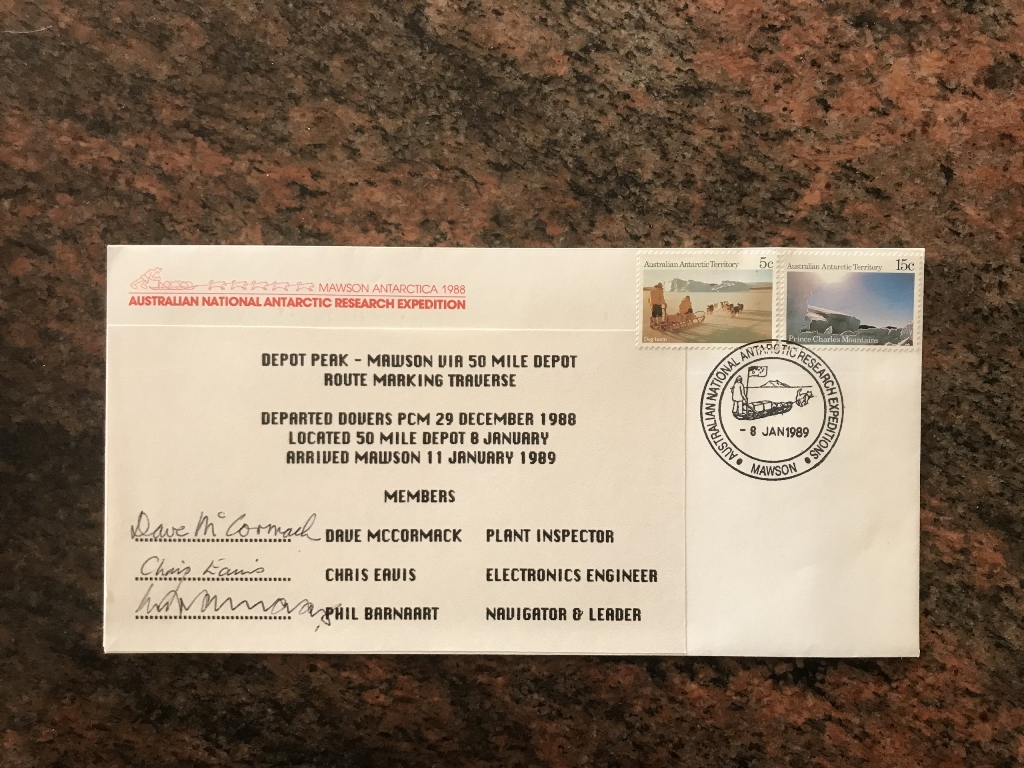 MAWSON ANTARCTICA 1988
AUSTRALIAN NATIONAL ANTARCTIC RESEARCH EXPEDITION
Australian Antarctic Territory 5c
Dog team
Australian Antarctic Territory 15c
Prince Charles Mountains
AUSTRALIAN NATIONAL ANTARCTIC RESEARCH EXPEDITIONS
- 8 JAN1989
MAWSON
DEPOT PEAK - MAWSON VIA 50 MILE DEPOT
ROUTE MARKING TRAVERSE
DEPARTED DOVERS PCM 29 DECEMBER 1988
LOCATED 50 MILE DEPOT 8 JANUARY
ARRIVED MAWSON 11 JANUARY 1989
MEMBERS
Dave McCormack DAVE MCCORMACK PLANT INSPECTOR
Chris Eavis CHRIS EAVIS ELECTRONICS ENGINEER
PHIL BARNAART NAVIGATOR & LEADER